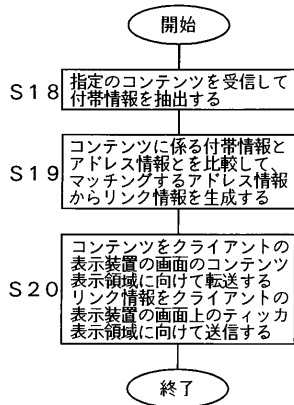 開始
S18
指定のコンテンツを受信して
付帯情報を抽出する
S19
コンテンツに係る付帯情報と
アドレス情報とを比較して、
マッチングするアドレス情報
からリンク情報を生成する
S20
コンテンツをクライアントの
表示装置の画面のコンテンツ
表示領域に向けて転送する
リンク情報をクライアントの
表示装置の画面上のティッカ
表示領域に向けて送信する
終了